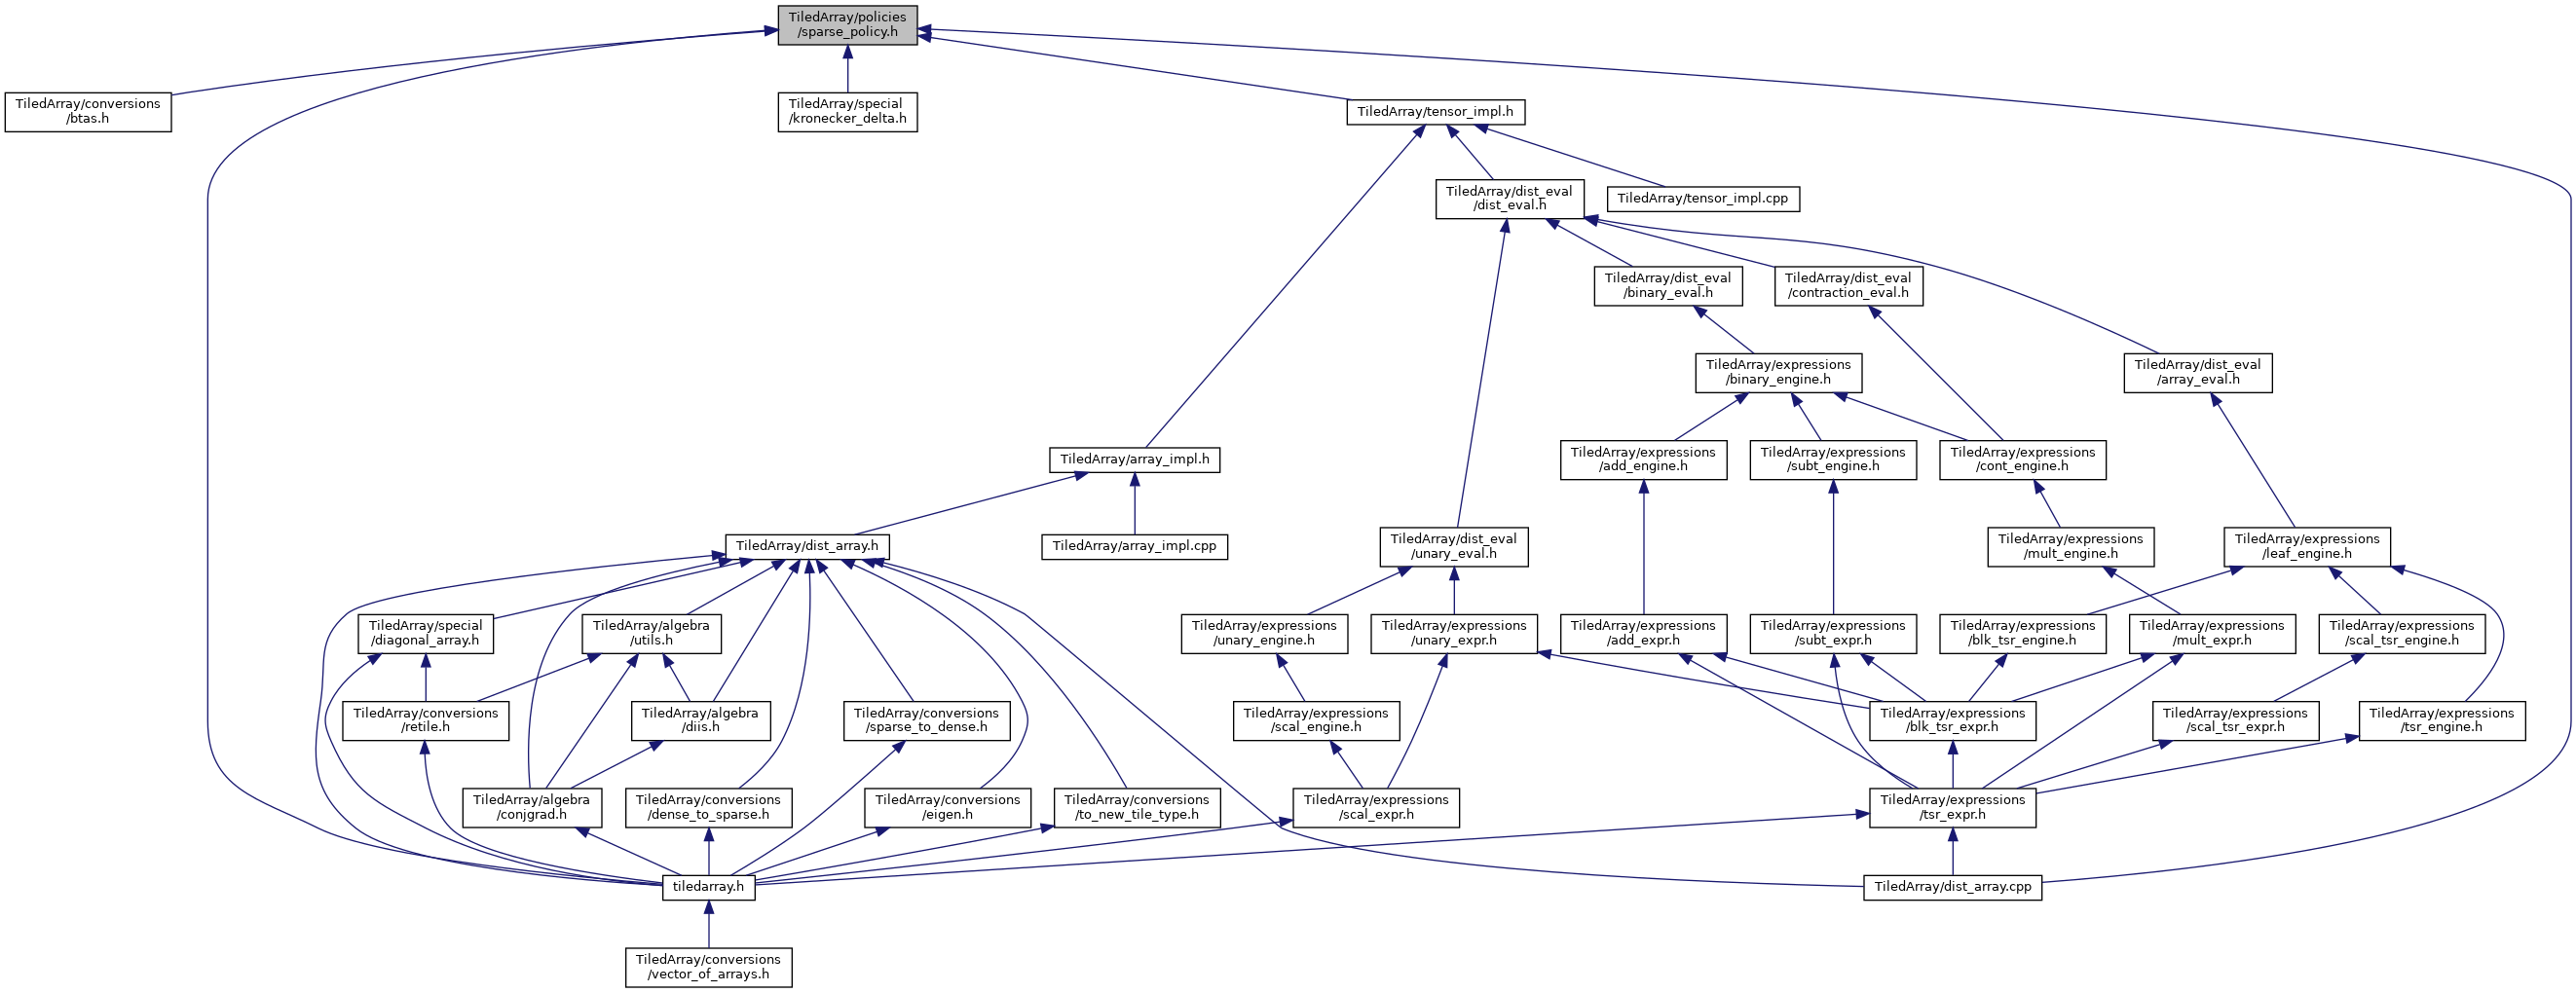 TiledArray/policies
/sparse_policy.h
TiledArray/conversions
/btas.h
TiledArray/special
/kronecker_delta.h
TiledArray/tensor_impl.h
TiledArray/dist_eval
/dist_eval.h
TiledArray/tensor_impl.cpp
TiledArray/dist_eval
/binary_eval.h
TiledArray/dist_eval
/contraction_eval.h
TiledArray/expressions
/binary_engine.h
TiledArray/dist_eval
/array_eval.h
TiledArray/array_impl.h
TiledArray/expressions
/add_engine.h
TiledArray/expressions
/subt_engine.h
TiledArray/expressions
/cont_engine.h
TiledArray/dist_array.h
TiledArray/array_impl.cpp
TiledArray/dist_eval
/unary_eval.h
TiledArray/expressions
/mult_engine.h
TiledArray/expressions
/leaf_engine.h
TiledArray/special
/diagonal_array.h
TiledArray/algebra
/utils.h
TiledArray/expressions
/unary_engine.h
TiledArray/expressions
/unary_expr.h
TiledArray/expressions
/add_expr.h
TiledArray/expressions
/subt_expr.h
TiledArray/expressions
/blk_tsr_engine.h
TiledArray/expressions
/mult_expr.h
TiledArray/expressions
/scal_tsr_engine.h
TiledArray/conversions
/retile.h
TiledArray/algebra
/diis.h
TiledArray/conversions
/sparse_to_dense.h
TiledArray/expressions
/scal_engine.h
TiledArray/expressions
/blk_tsr_expr.h
TiledArray/expressions
/scal_tsr_expr.h
TiledArray/expressions
/tsr_engine.h
TiledArray/algebra
/conjgrad.h
TiledArray/conversions
/dense_to_sparse.h
TiledArray/conversions
/eigen.h
TiledArray/conversions
/to_new_tile_type.h
TiledArray/expressions
/scal_expr.h
TiledArray/expressions
/tsr_expr.h
tiledarray.h
TiledArray/dist_array.cpp
TiledArray/conversions
/vector_of_arrays.h